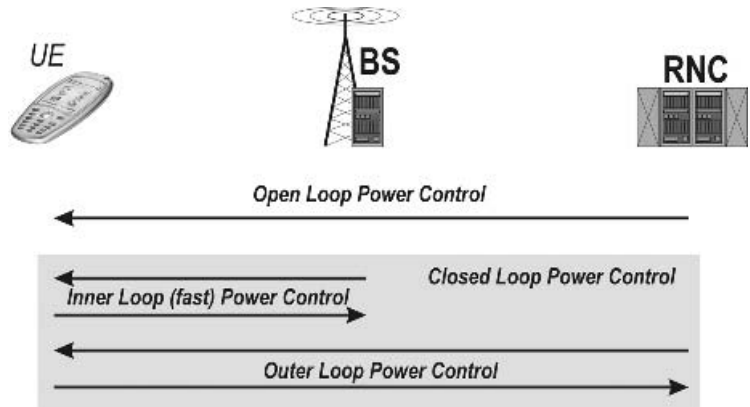 UE
BS
RNC
Open Loop Power Control
Closed Loop Power Control
Inner Loop (fast) Power Control
Outer Loop Power Control